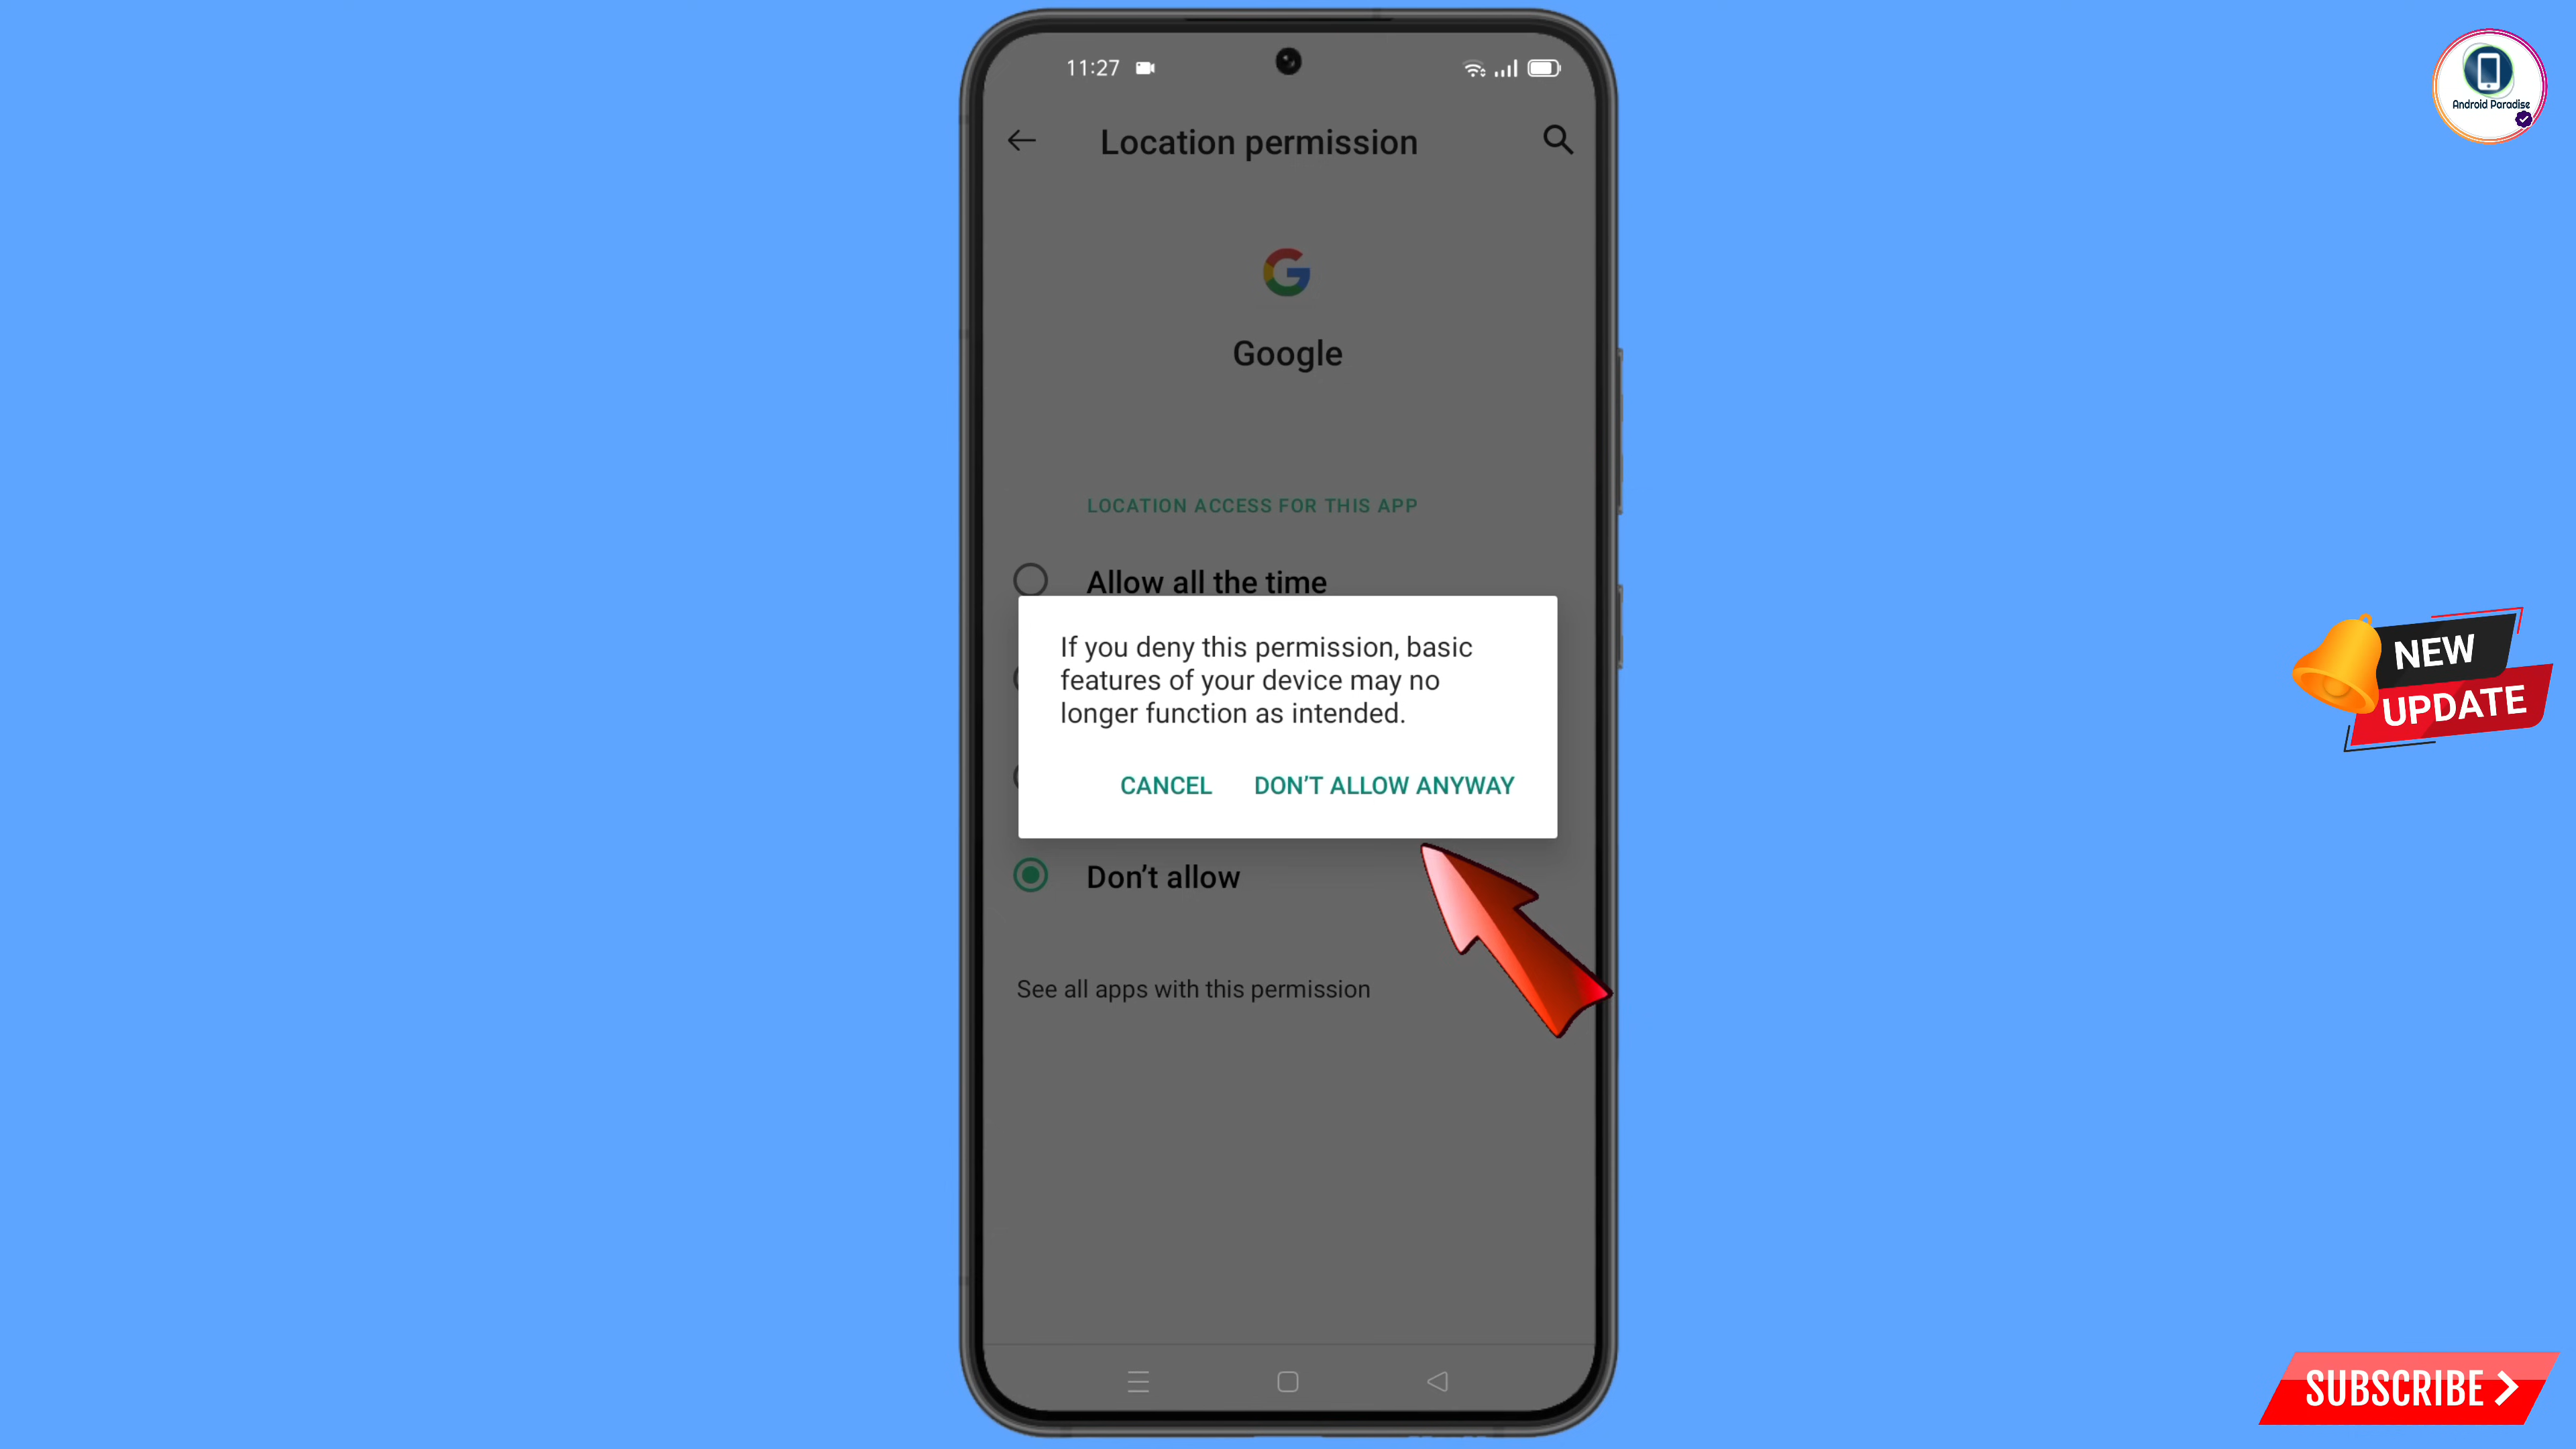 11:27
Location permission
Google
LOCATION ACCESS FOR THIS APP
Allow all the time
If you deny this permission, basic
features of your device may no
longer function as intended.
CANCEL DON'T ALLOW ANYWAY
Don't allow
See all apps with this permission
Android Paradise
NEW
UPDATE
SUBSCRIBE